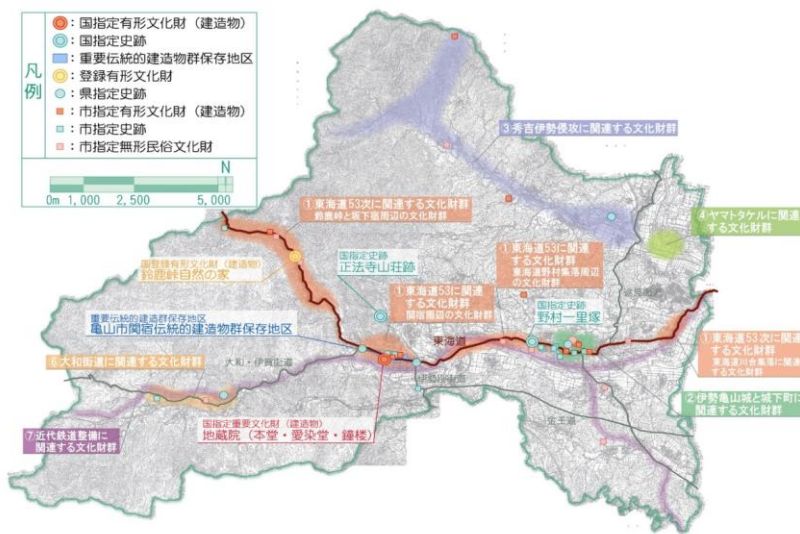 凡例
：国指定有形文化財（建造物）
：国指定史跡
：重要伝統的建造物群保存地区
：登録有形文化財
：県指定史跡
：市指定有形文化財（建造物）
：市指定史跡
：市指定無形民俗文化財
N
0m 1,000 2,500 5,000
3.秀吉伊勢侵攻に関連する文化財群
①東海道53次に関連する文化財群
鈴鹿峠と坂下宿周辺の文化財群
④ヤマトタケルに関連
する文化財群
国登録有形文化財（建造物）
鈴鹿峠自然の家
国指定史跡
正法寺山荘跡
①東海道53に関連
する文化財群
東海道野村集落周辺
の文化財群
①東海道53に関連
する文化財群
関宿周辺の文化財群
国指定史跡
野村一里塚
重要伝統的建造物群保存地区
亀山市関宿伝統的建造物群保存地区
東海道
①東海道53次に関連
する文化財群
東海道川合集落に関連
する文化財群
⑥大和街道に関連する文化財群
大和・伊賀街道
②伊勢亀山城と城下町に
関連する文化財群
国指定重要文化財（建造物）
地蔵院（本堂・愛染堂・鐘楼）
⑦近代鉄道整備に
関連する文化財群